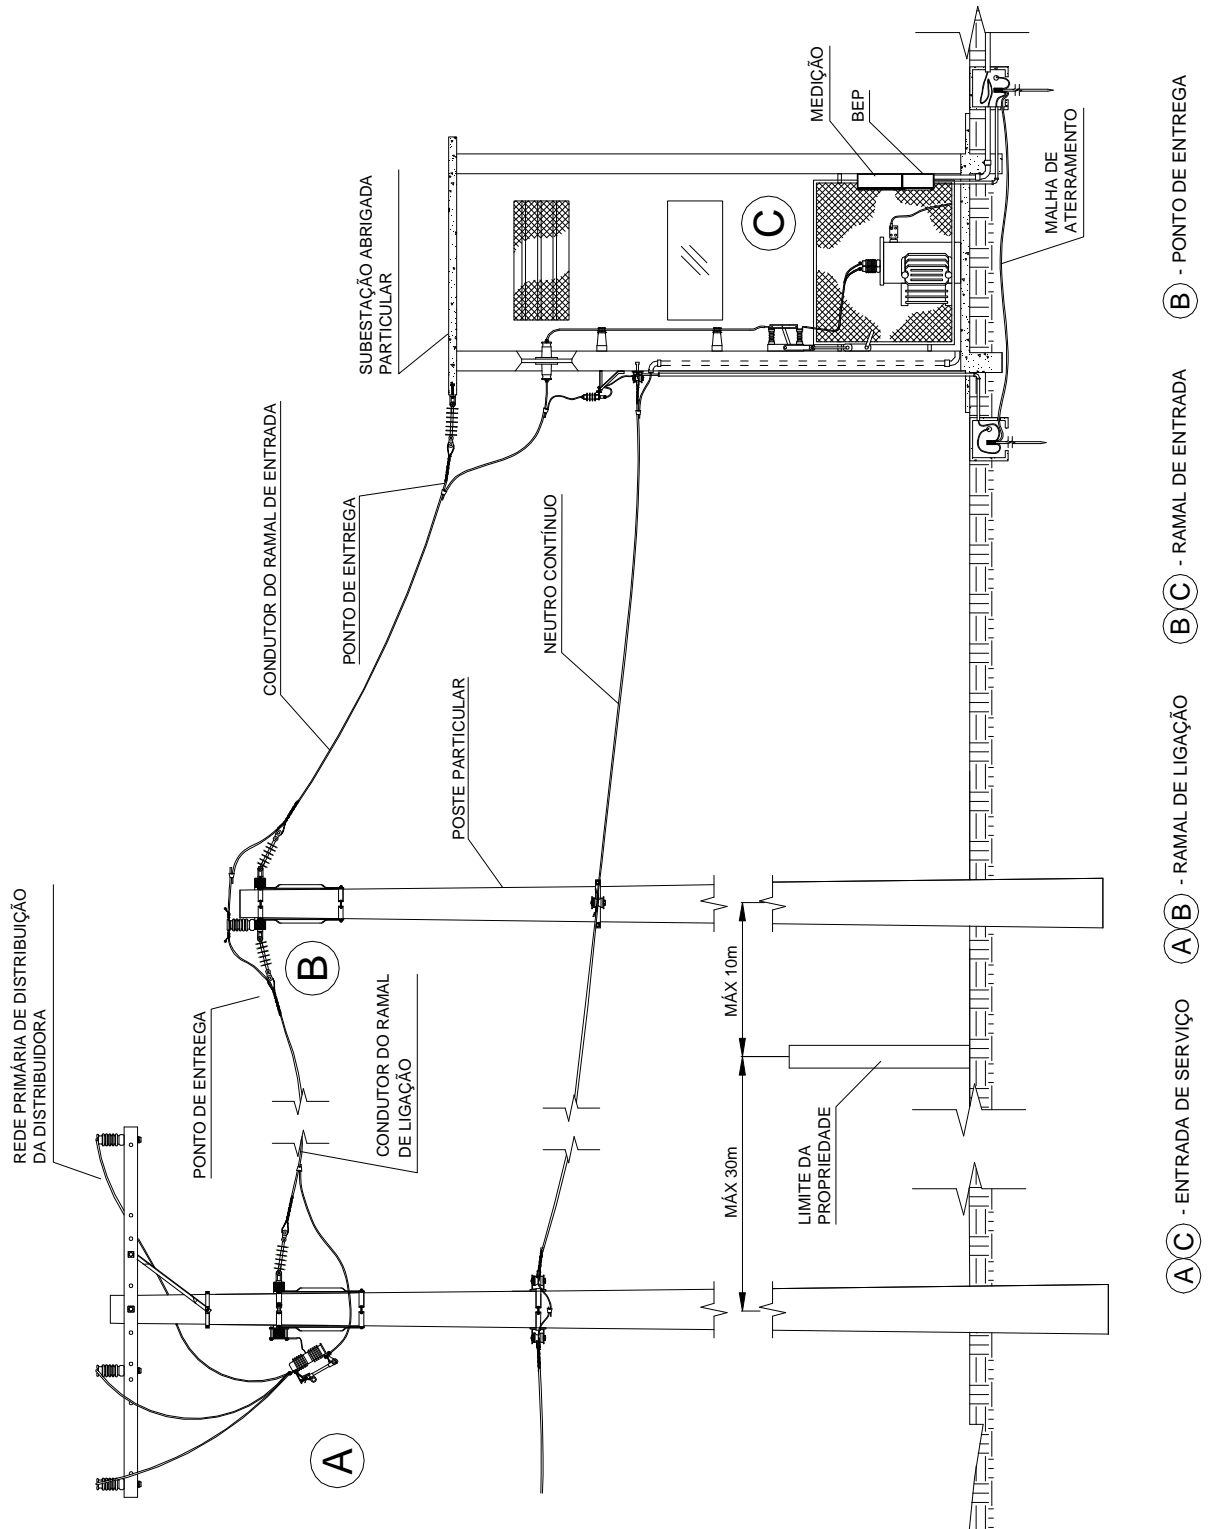 REDE PRIMÁRIA DE DISTRIBUIÇÃO
DA DISTRIBUIDORA
PONTO DE ENTREGA
CONDUTOR DO RAMAL
DE LIGAÇÃO
CONDUTOR DO RAMAL DE ENTRADA
PONTO DE ENTREGA
SUBESTAÇÃO ABRIGADA
PARTICULAR
POSTE PARTICULAR
NEUTRO CONTÍNUO
MEDIÇÃO
BEP
MALHA DE
ATERRAMENTO
A
B
C
MÁX 30m
MÁX 10m
LIMITE DA
PROPRIEDADE
A C - ENTRADA DE SERVIÇO
A B - RAMAL DE LIGAÇÃO
B C - RAMAL DE ENTRADA
B - PONTO DE ENTREGA